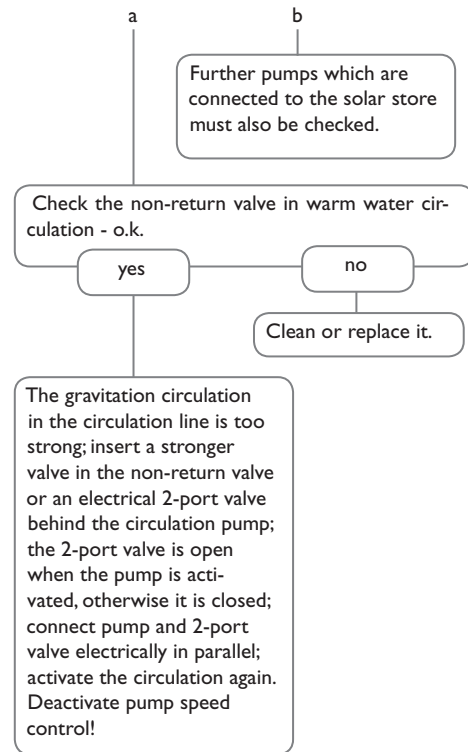 a
b
Further pumps which are
connected to the solar store
must also be checked.
Check the non-return valve in warm water cir-
culation - o.k.
yes
no
Clean or replace it.
The gravitation circulation
in the circulation line is too
strong; insert a stronger
valve in the non-return valve
or an electrical 2-port valve
behind the circulation pump;
the 2-port valve is open
when the pump is acti-
vated, otherwise it is closed;
connect pump and 2-port
valve electrically in parallel;
activate the circulation again.
Deactivate pump speed
control!